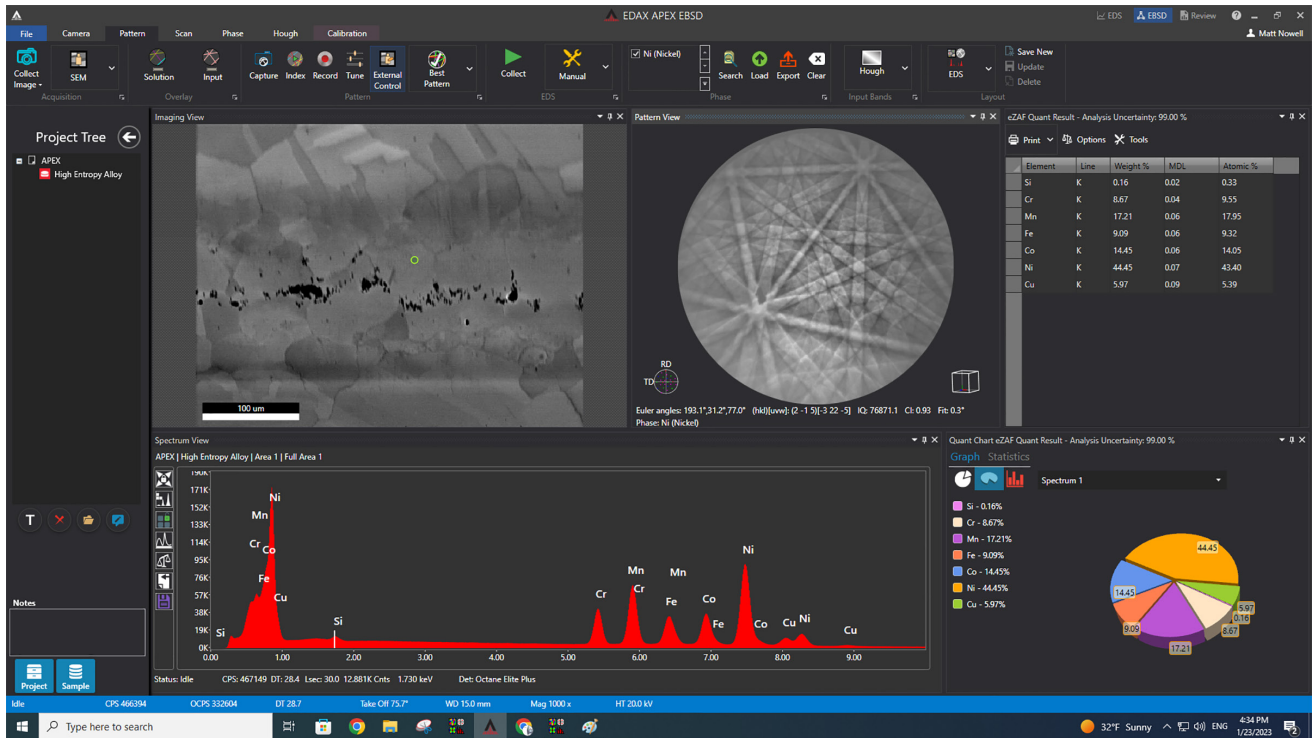 EDAX APEX EBSD
EDS EBSD Review
File Camera Pattern Scan Phase Hough Calibration
Matt Nowell
Collect Image
SEM
Acquisition
Solution
Input
Overlay
Capture
Index
Record
Tune
External Control
Best Pattern
Pattern
Collect
Manual
EDS
Ni (Nickel)
Search
Load
Export
Clear
Phase
Hough
Input Bands
EDS
Save New
Update
Delete
Layout
Project Tree
APEX
High Entropy Alloy
Notes
Project
Sample
Imaging View
100 um
Pattern View
RD
TD
Euler angles: 193.1°,31.2°,77.0° (hkl)[uvw]: (2 -1 5)[-3 22 -5] IQ: 76871.1 CI: 0.93 Fit: 0.3°
Phase: Ni (Nickel)
eZAF Quant Result - Analysis Uncertainty: 99.00 %
Print Options Tools
Element Line Weight % MDL Atomic %
Si K 0.16 0.02 0.33
Cr K 8.67 0.04 9.55
Mn K 17.21 0.06 17.95
Fe K 9.09 0.06 9.32
Co K 14.45 0.06 14.05
Ni K 44.45 0.07 43.40
Cu K 5.97 0.09 5.39
Spectrum View
APEX | High Entropy Alloy | Area 1 | Full Area 1
190K
171K
152K
133K
114K
95K
76K
57K
38K
19K
0K
Ni
Mn
Cr
Co
Fe
Cu
Si
Si
Cr
Mn
Cr
Mn
Fe
Co
Fe
Ni
Co
Cu
Ni
Cu
0.00 1.00 2.00 3.00 4.00 5.00 6.00 7.00 8.00 9.00
Status: Idle CPS: 467149 DT: 28.4 Lsec: 30.0 12.881K Cnts 1.730 keV Det: Octane Elite Plus
Quant Chart eZAF Quant Result - Analysis Uncertainty: 99.00 %
Graph Statistics
Spectrum 1
Si - 0.16%
Cr - 8.67%
Mn - 17.21%
Fe - 9.09%
Co - 14.45%
Ni - 44.45%
Cu - 5.97%
44.45
14.45
5.97
0.16
9.09
8.67
17.21
Idle CPS 466394 OCPS 332604 DT 28.7 Take Off 75.7° WD 15.0 mm Mag 1000 x HT 20.0 kV
Type here to search
32°F Sunny
ENG
4:34 PM
1/23/2023
2